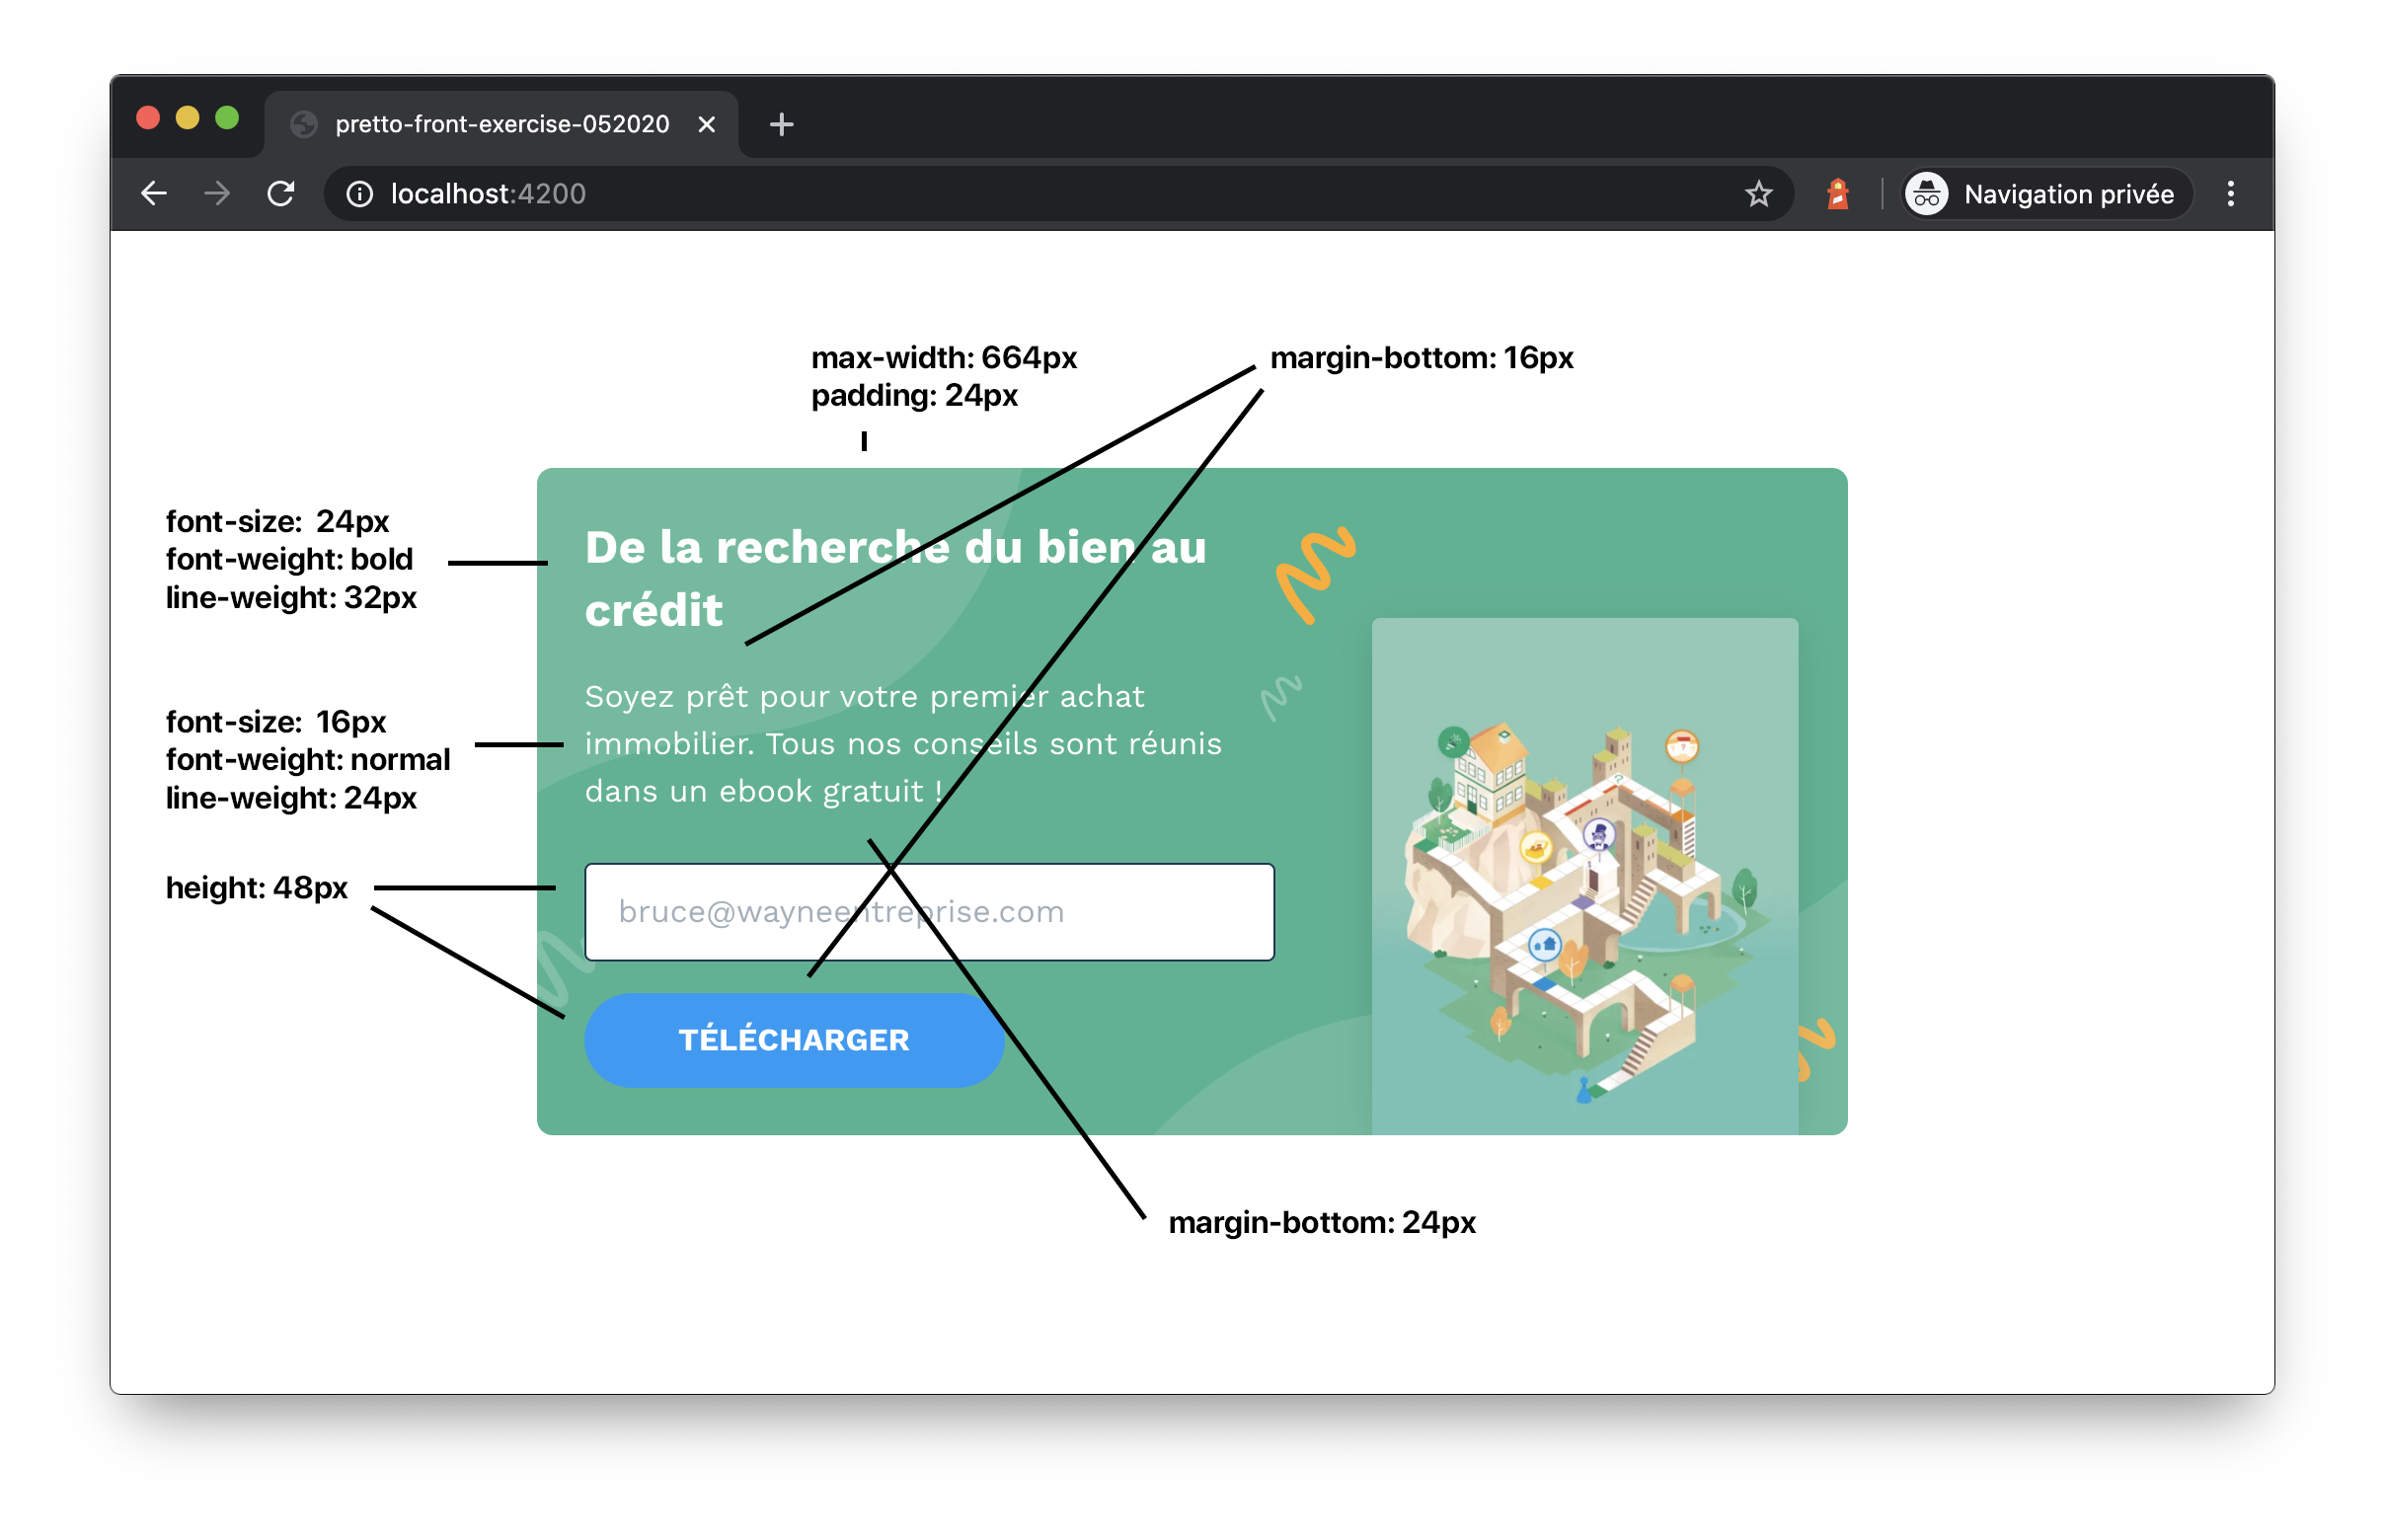 pretto-front-exercise-052020
localhost:4200
Navigation privée
max-width: 664px
padding: 24px
margin-bottom: 16px
font-size: 24px
font-weight: bold
line-weight: 32px
De la recherche du bien au
crédit
font-size: 16px
font-weight: normal
line-weight: 24px
Soyez prêt pour votre premier achat
immobilier. Tous nos conseils sont réunis
dans un ebook gratuit !
height: 48px
bruce@wayneentreprise.com
TÉLÉCHARGER
margin-bottom: 24px